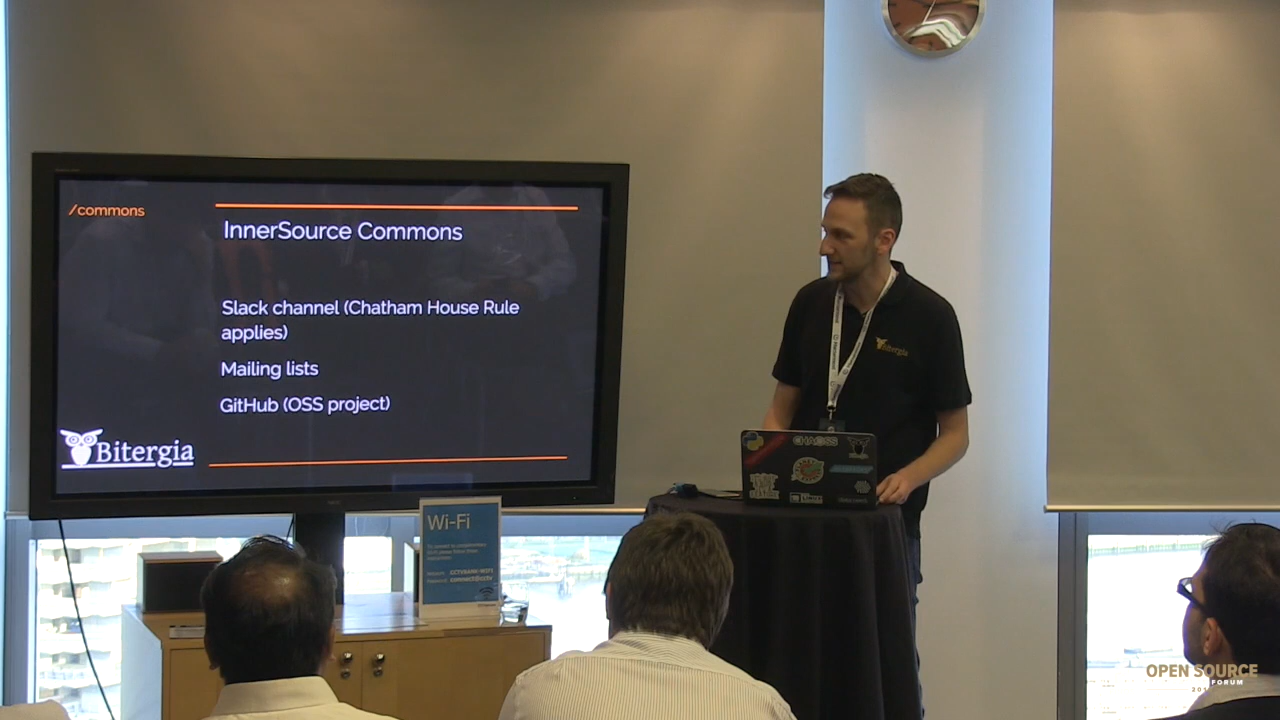 /commons
InnerSource Commons
Slack channel (Chatham House Rule
applies)
Mailing lists
GitHub (OSS project)
Bitergia
Bitergia
CHAOSS
Wi-Fi
OPEN SOURCE
FORUM